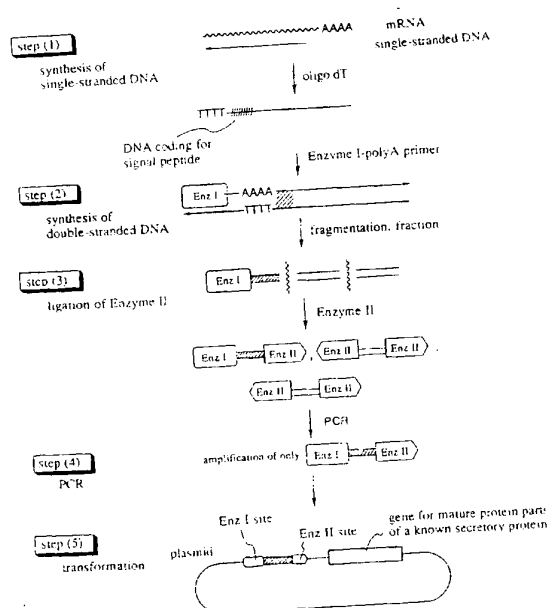 AAAA mRNA
step (1)
single-stranded DNA
synthesis of
single-stranded DNA
oligo dT
TTTT
DNA coding for
signal peptide
Enzyme I-polyA primer
step (2)
Enz I
AAAA
TTTT
synthesis of
double-stranded DNA
fragmentation, fraction
step (3)
Enz I
ligation of Enzyme II
Enzyme II
Enz I Enz II , Enz II Enz II ,
Enz II Enz II
PCR
step (4)
amplification of only Enz I Enz II
PCR
Enz I site
Enz II site
gene for mature protein parts
of a known secretory protein
step (5)
plasmid
transformation